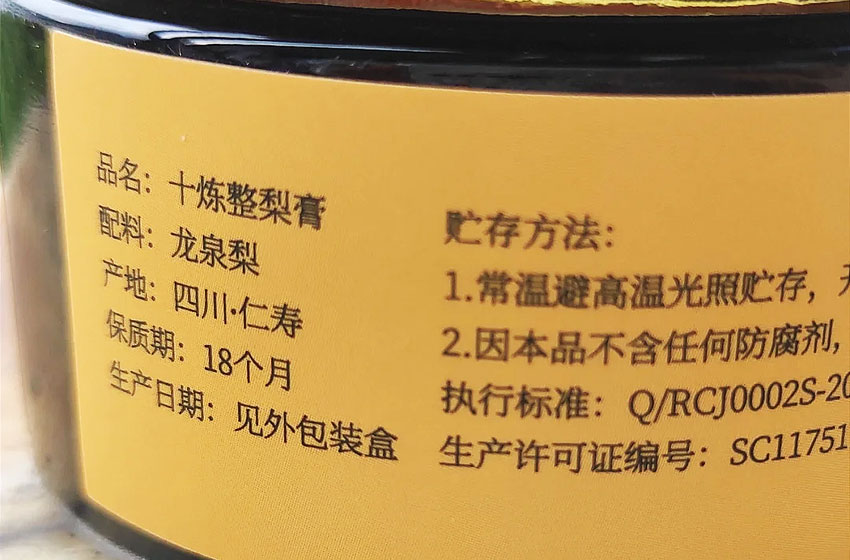 品名：十炼整梨膏
配料：龙泉梨
产地：四川·仁寿
保质期：18个月
生产日期：见外包装盒
贮存方法：
1.常温避高温光照贮存，
2.因本品不含任何防腐剂，
执行标准：Q/RCJ0002S-20
生产许可证编号：SC11751